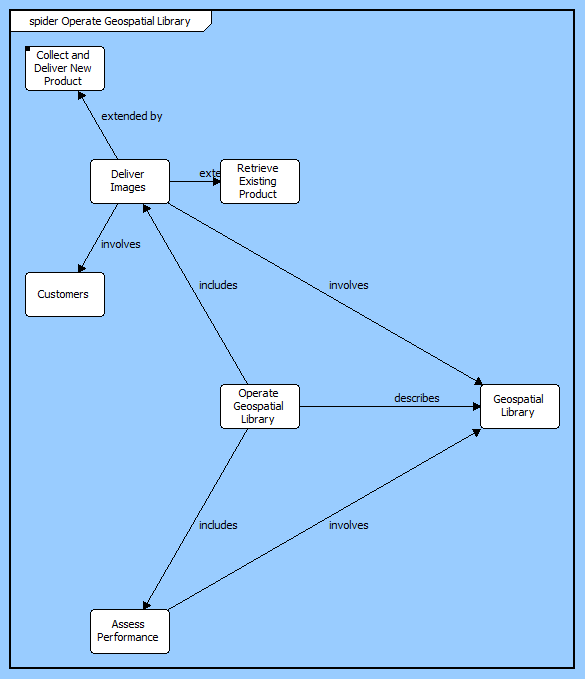 spider Operate Geospatial Library
Collect and
Deliver New
Product
extended by
Deliver
Images
Retrieve
Existing
Product
involves
Customers
includes
involves
Operate
Geospatial
Library
describes
Geospatial
Library
includes
involves
Assess
Performance